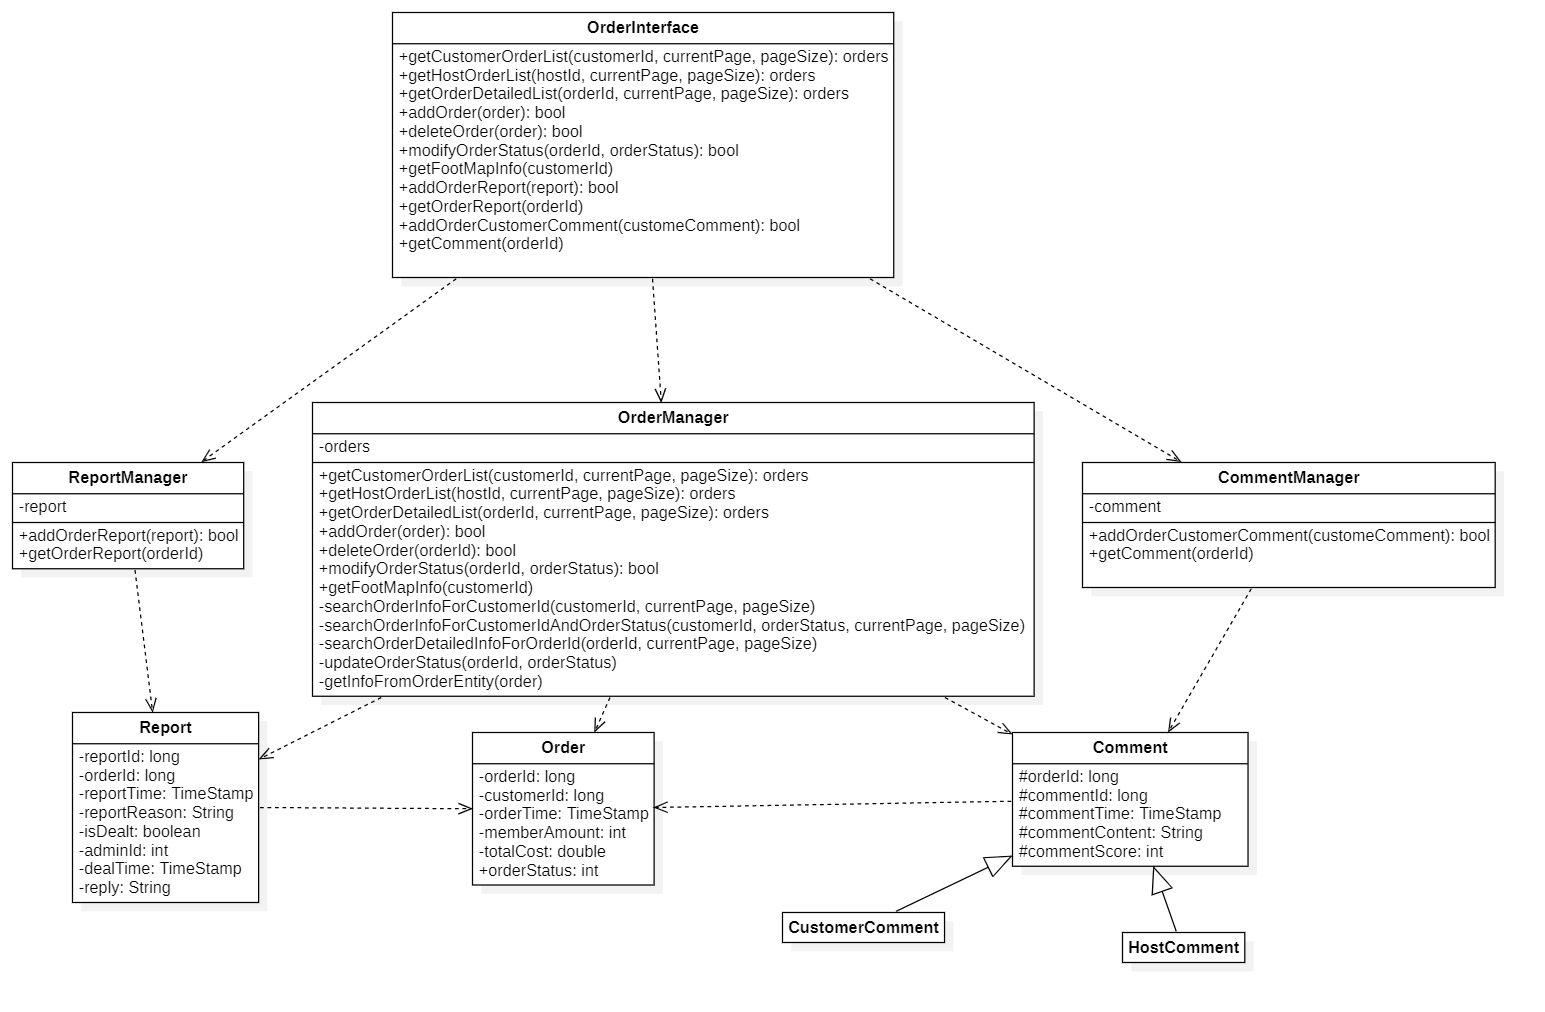 OrderInterface
+getCustomerOrderList(customerId, currentPage, pageSize): orders
+getHostOrderList(hostId, currentPage, pageSize): orders
+getOrderDetailedList(orderId, currentPage, pageSize): orders
+addOrder(order): bool
+deleteOrder(order): bool
+modifyOrderStatus(orderId, orderStatus): bool
+getFootMapInfo(customerId)
+addOrderReport(report): bool
+getOrderReport(orderId)
+addOrderCustomerComment(customeComment): bool
+getComment(orderId)
ReportManager
-report
+addOrderReport(report): bool
+getOrderReport(orderId)
OrderManager
-orders
+getCustomerOrderList(customerId, currentPage, pageSize): orders
+getHostOrderList(hostId, currentPage, pageSize): orders
+getOrderDetailedList(orderId, currentPage, pageSize): orders
+addOrder(order): bool
+deleteOrder(orderId): bool
+modifyOrderStatus(orderId, orderStatus): bool
+getFootMapInfo(customerId)
-searchOrderInfoForCustomerId(customerId, currentPage, pageSize)
-searchOrderInfoForCustomerIdAndOrderStatus(customerId, orderStatus, currentPage, pageSize)
-searchOrderDetailedInfoForOrderId(orderId, currentPage, pageSize)
-updateOrderStatus(orderId, orderStatus)
-getInfoFromOrderEntity(order)
CommentManager
-comment
+addOrderCustomerComment(customeComment): bool
+getComment(orderId)
Report
-reportId: long
-orderId: long
-reportTime: TimeStamp
-reportReason: String
-isDealt: boolean
-adminId: int
-dealTime: TimeStamp
-reply: String
Order
-orderId: long
-customerId: long
-orderTime: TimeStamp
-memberAmount: int
-totalCost: double
+orderStatus: int
Comment
#orderId: long
#commentId: long
#commentTime: TimeStamp
#commentContent: String
#commentScore: int
CustomerComment
HostComment